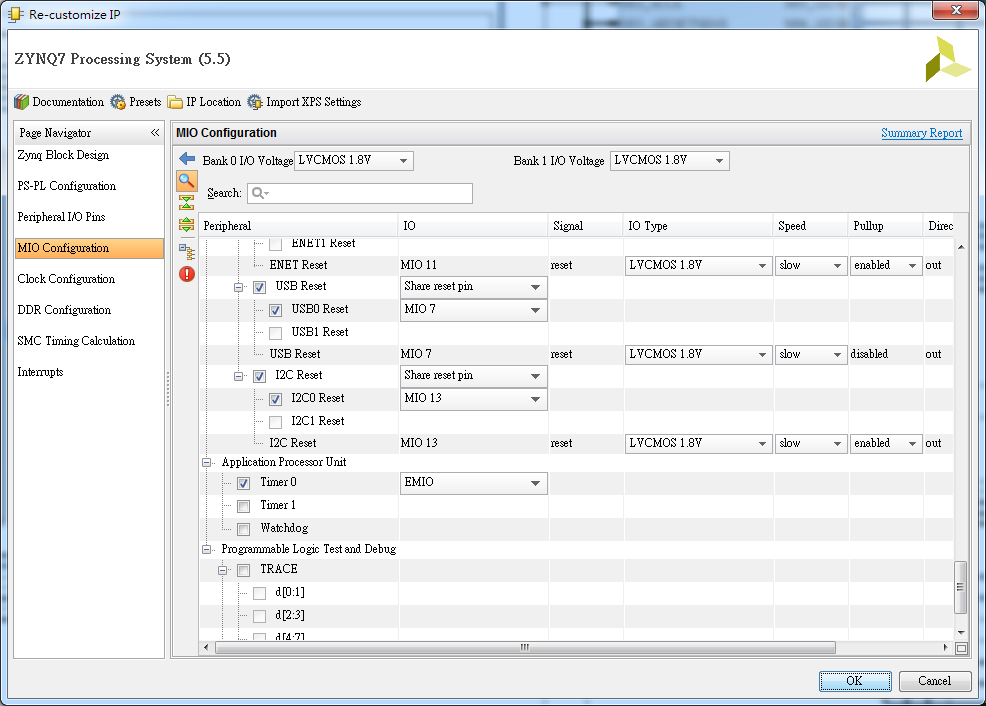 Re-customize IP
ZYNQ7 Processing System (5.5)
Documentation Presets IP Location Import XPS Settings
Page Navigator «
Zynq Block Design
PS-PL Configuration
Peripheral I/O Pins
MIO Configuration
Clock Configuration
DDR Configuration
SMC Timing Calculation
Interrupts
MIO Configuration Summary Report
Bank 0 I/O Voltage LVCMOS 1.8V Bank 1 I/O Voltage LVCMOS 1.8V
Search:
Peripheral IO Signal IO Type Speed Pullup Direc
ENET1 Reset
ENET Reset MIO 11 reset LVCMOS 1.8V slow enabled out
USB Reset Share reset pin
USB0 Reset MIO 7
USB1 Reset
USB Reset MIO 7 reset LVCMOS 1.8V slow disabled out
I2C Reset Share reset pin
I2C0 Reset MIO 13
I2C1 Reset
I2C Reset MIO 13 reset LVCMOS 1.8V slow enabled out
Application Processor Unit
Timer 0 EMIO
Timer 1
Watchdog
Programmable Logic Test and Debug
TRACE
d[0:1]
d[2:3]
d[4:7]
OK Cancel